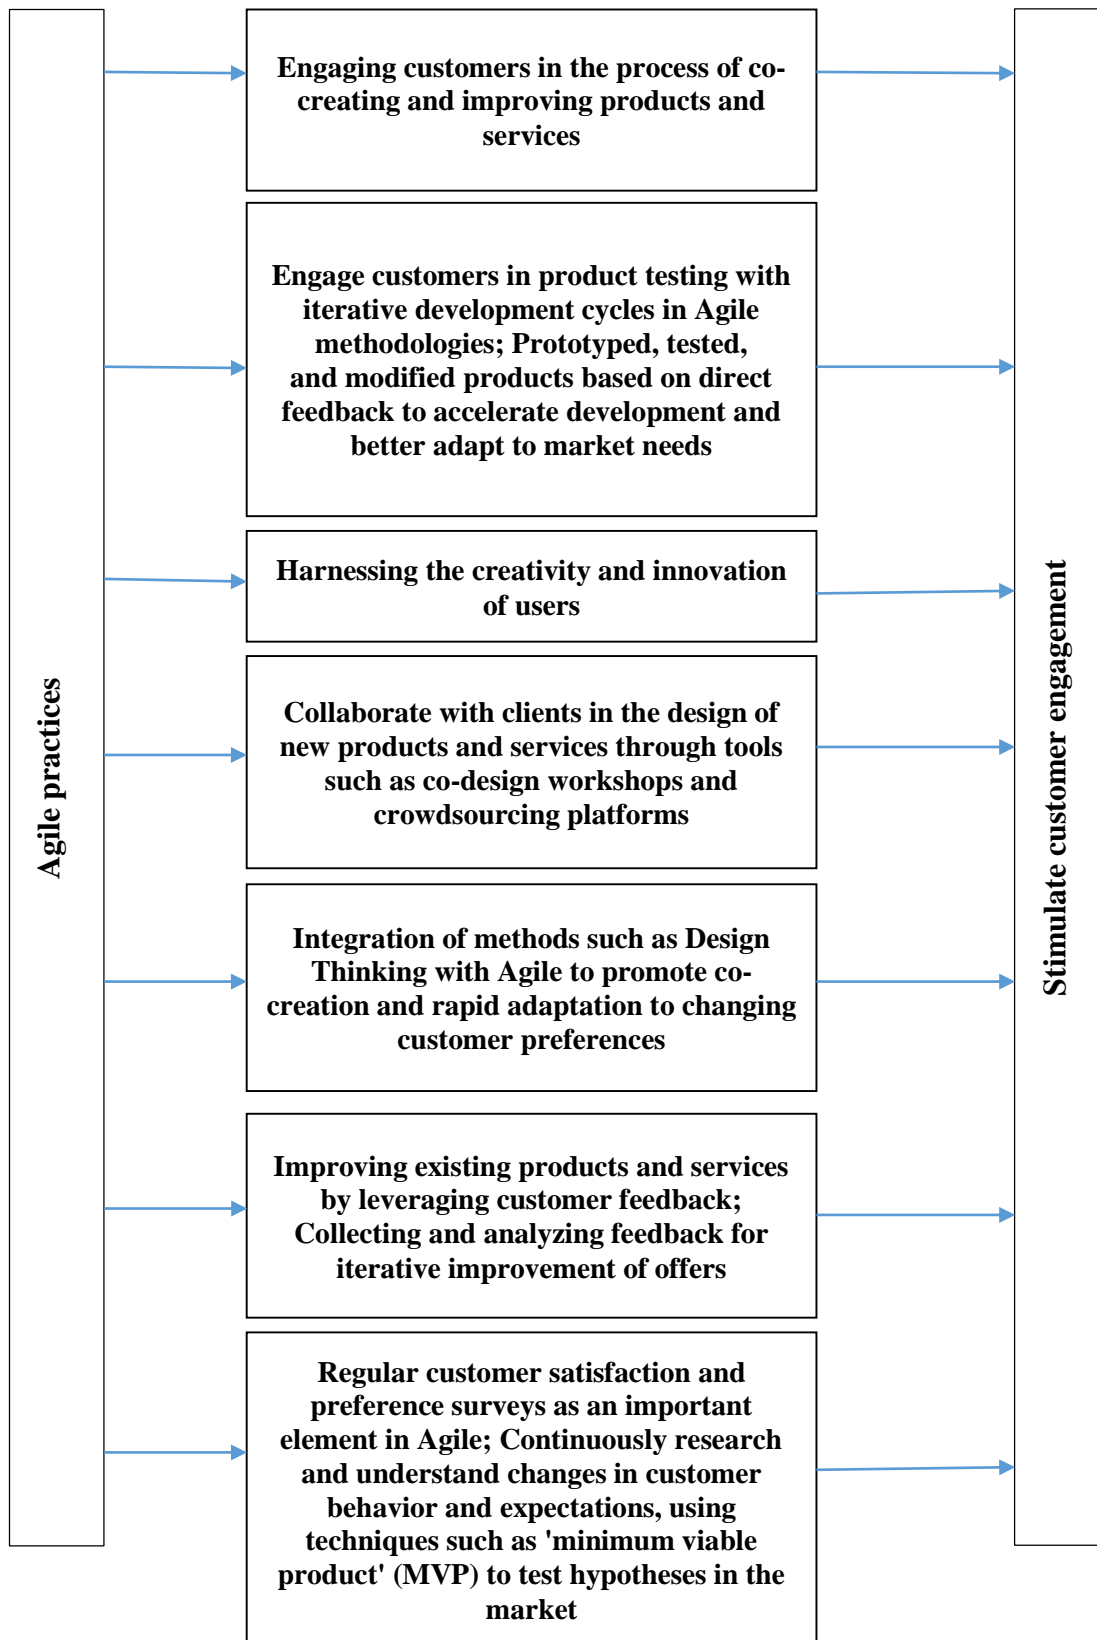 Agile practices
Engaging customers in the process of co-
creating and improving products and
services
Engage customers in product testing with
iterative development cycles in Agile
methodologies; Prototyped, tested,
and modified products based on direct
feedback to accelerate development and
better adapt to market needs
Harnessing the creativity and innovation
of users
Collaborate with clients in the design of
new products and services through tools
such as co-design workshops and
crowdsourcing platforms
Integration of methods such as Design
Thinking with Agile to promote co-
creation and rapid adaptation to changing
customer preferences
Improving existing products and services
by leveraging customer feedback;
Collecting and analyzing feedback for
iterative improvement of offers
Regular customer satisfaction and
preference surveys as an important
element in Agile; Continuously research
and understand changes in customer
behavior and expectations, using
techniques such as 'minimum viable
product' (MVP) to test hypotheses in the
market
Stimulate customer engagement